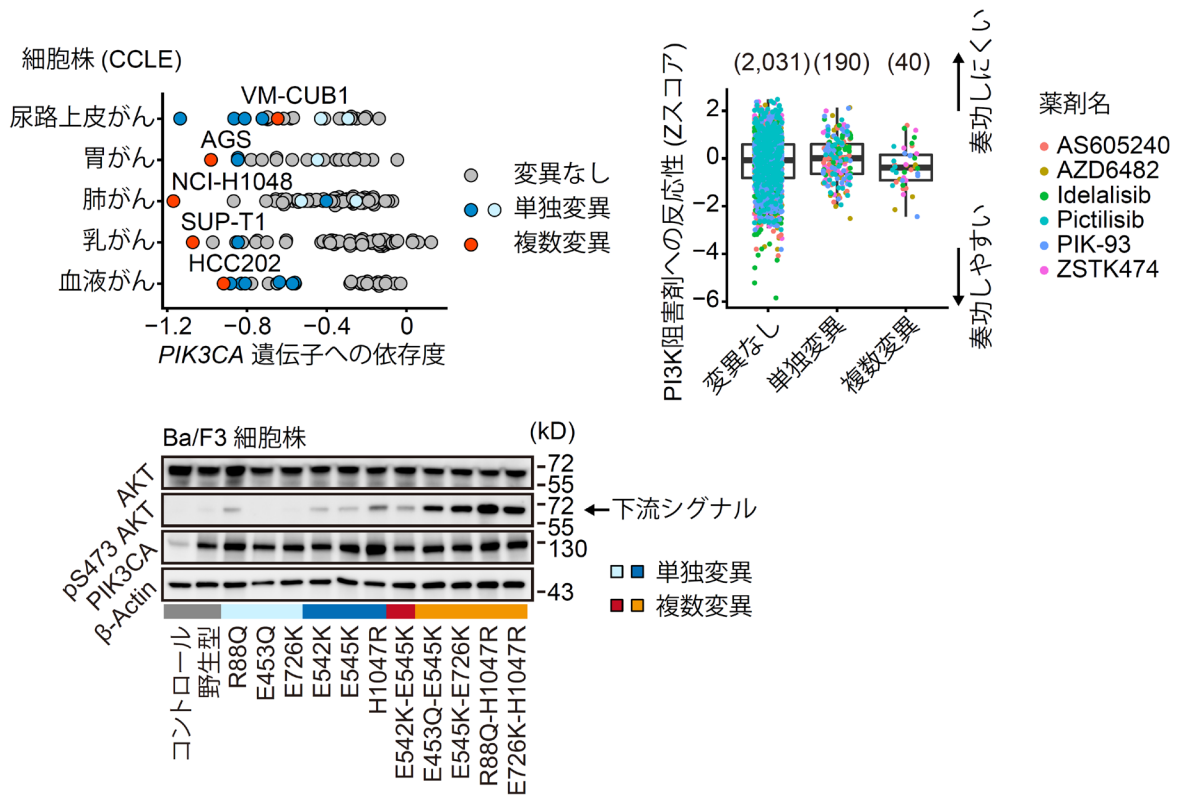 細胞株 (CCLE)
VM-CUB1
尿路上皮がん
AGS
胃がん
NCI-H1048
肺がん
SUP-T1
乳がん
HCC202
血液がん
変異なし
単独変異
複数変異
−1.2
−0.8
−0.4
0
PIK3CA 遺伝子への依存度
PI3K阻害剤への反応性 (Zスコア)
(2,031)
(190)
(40)
2
0
−2
−4
−6
変異なし
単独変異
複数変異
奏功しにくい
奏功しやすい
薬剤名
AS605240
AZD6482
Idelalisib
Pictilisib
PIK-93
ZSTK474
Ba/F3 細胞株
(kD)
AKT
-72
-55
pS473 AKT
-72
-55
←下流シグナル
PIK3CA
-130
β-Actin
-43
単独変異
複数変異
コントロール
野生型
R88Q
E453Q
E726K
E542K
E545K
H1047R
E542K-E545K
E453Q-E545K
E545K-E726K
R88Q-H1047R
E726K-H1047R